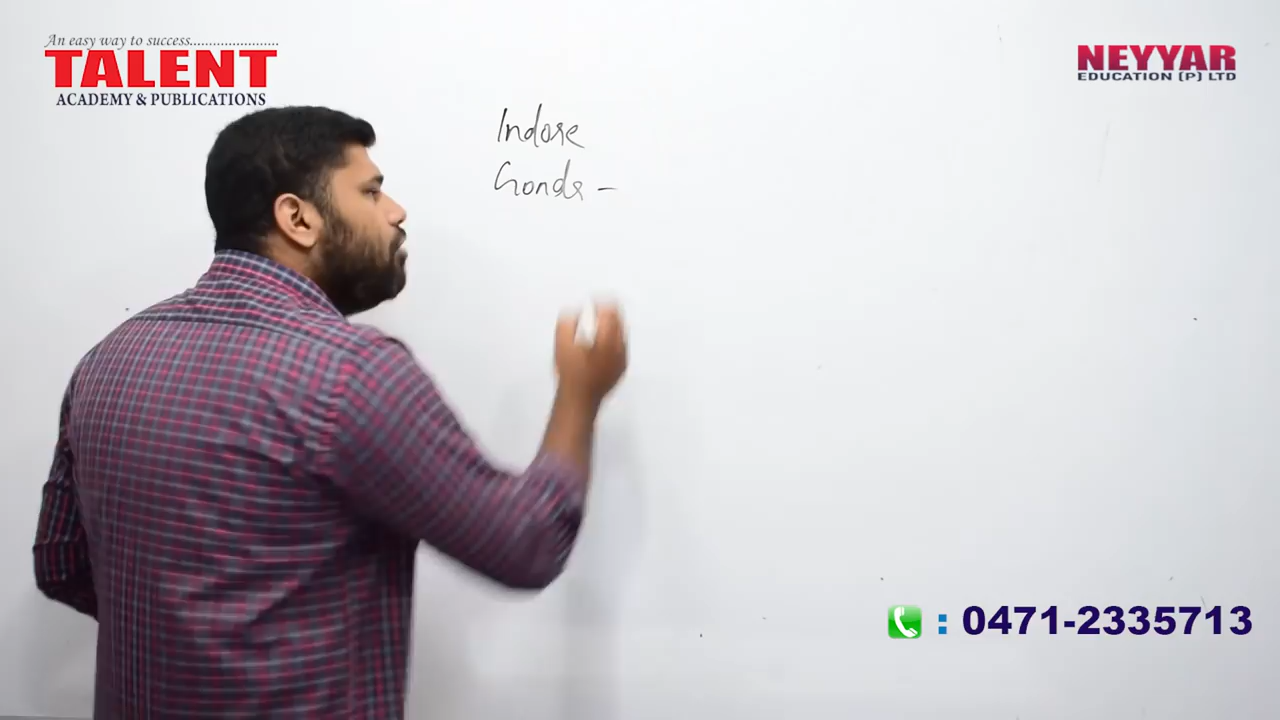 An easy way to success.......................
TALENT
ACADEMY & PUBLICATIONS
NEYYAR
EDUCATION (P) LTD
Indore
Gonds –
: 0471-2335713